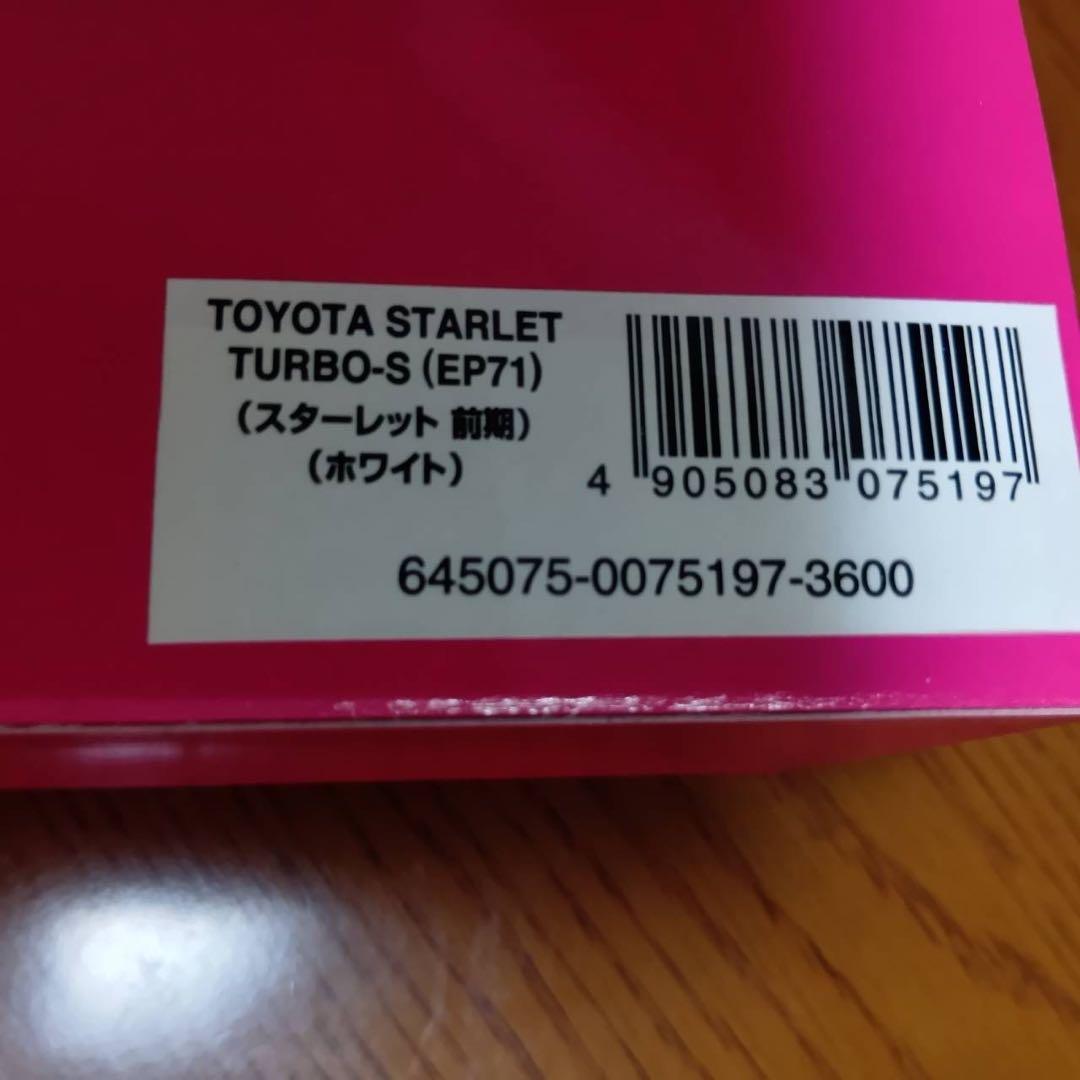 TOYOTA STARLET
TURBO-S (EP71)
(スターレット 前期)
(ホワイト)
4 905083 075197
645075-0075197-3600